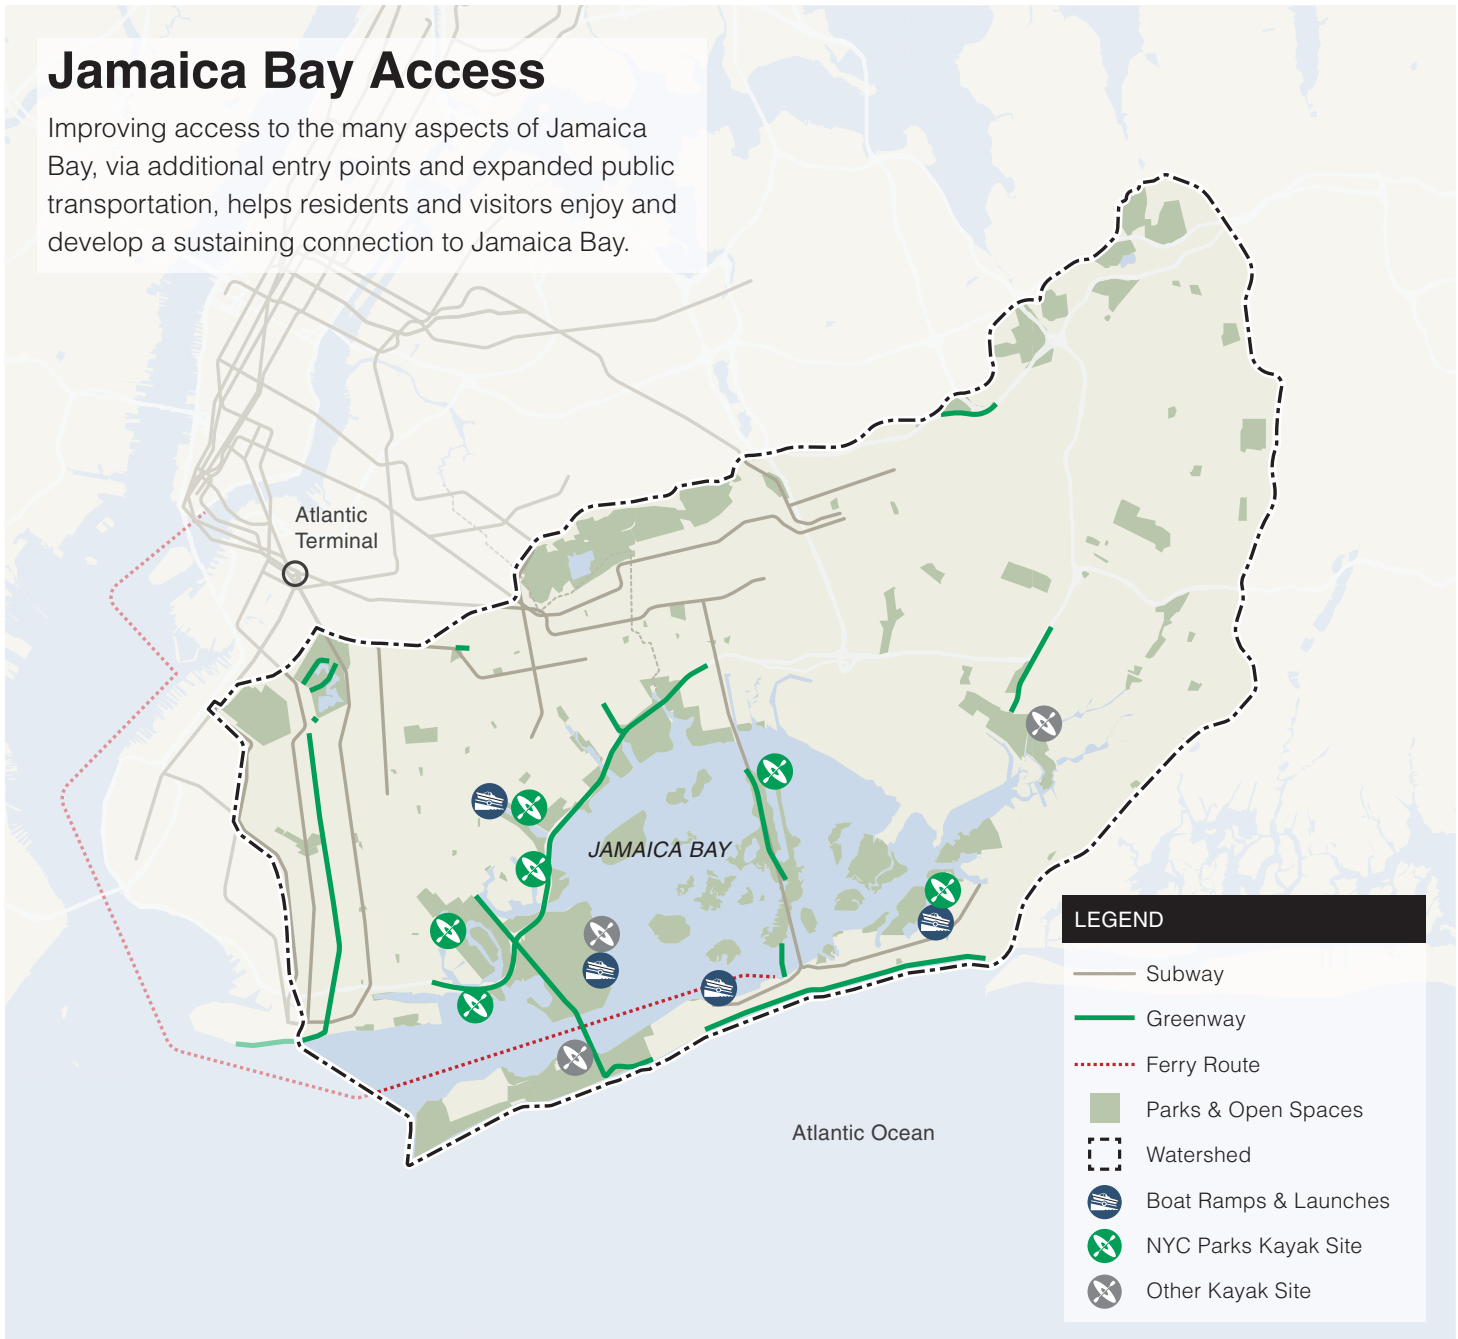 Jamaica Bay Access
Improving access to the many aspects of Jamaica
Bay, via additional entry points and expanded public
transportation, helps residents and visitors enjoy and
develop a sustaining connection to Jamaica Bay.
Atlantic
Terminal
JAMAICA BAY
Atlantic Ocean
LEGEND
Subway
Greenway
Ferry Route
Parks & Open Spaces
Watershed
Boat Ramps & Launches
NYC Parks Kayak Site
Other Kayak Site